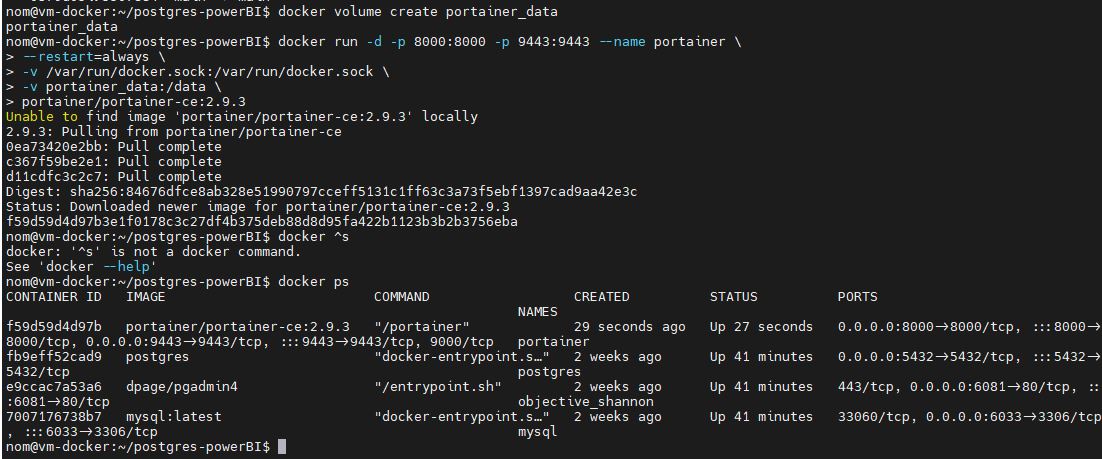 nom@vm-docker:~/postgres-powerBI$ docker volume create portainer_data
portainer_data
nom@vm-docker:~/postgres-powerBI$ docker run -d -p 8000:8000 -p 9443:9443 --name portainer \
> --restart=always \
> -v /var/run/docker.sock:/var/run/docker.sock \
> -v portainer_data:/data \
> portainer/portainer-ce:2.9.3
Unable to find image 'portainer/portainer-ce:2.9.3' locally
2.9.3: Pulling from portainer/portainer-ce
0ea73420e2bb: Pull complete
c367f59be2e1: Pull complete
d11cdfc3c2c7: Pull complete
Digest: sha256:84676dfce8ab328e51990797cceff5131c1ff63c3a73f5ebf1397cad9aa42e3c
Status: Downloaded newer image for portainer/portainer-ce:2.9.3
f59d59d4d97b3e1f0178c3c27df4b375deb88d8d95fa422b1123b3b2b3756eba
nom@vm-docker:~/postgres-powerBI$ docker ^s
docker: '^s' is not a docker command.
See 'docker --help'
nom@vm-docker:~/postgres-powerBI$ docker ps
CONTAINER ID   IMAGE                          COMMAND                  CREATED          STATUS          PORTS
NAMES
f59d59d4d97b   portainer/portainer-ce:2.9.3   "/portainer"             29 seconds ago   Up 27 seconds   0.0.0.0:8000→8000/tcp, :::8000→
8000/tcp, 0.0.0.0:9443→9443/tcp, :::9443→9443/tcp, 9000/tcp   portainer
fb9eff52cad9   postgres                       "docker-entrypoint.s…"   2 weeks ago      Up 41 minutes   0.0.0.0:5432→5432/tcp, :::5432→
5432/tcp                                                      postgres
e9ccac7a53a6   dpage/pgadmin4                 "/entrypoint.sh"         2 weeks ago      Up 41 minutes   443/tcp, 0.0.0.0:6081→80/tcp, ::
:6081→80/tcp                                                  objective_shannon
7007176738b7   mysql:latest                   "docker-entrypoint.s…"   2 weeks ago      Up 41 minutes   33060/tcp, 0.0.0.0:6033→3306/tcp
, :::6033→3306/tcp                                            mysql
nom@vm-docker:~/postgres-powerBI$